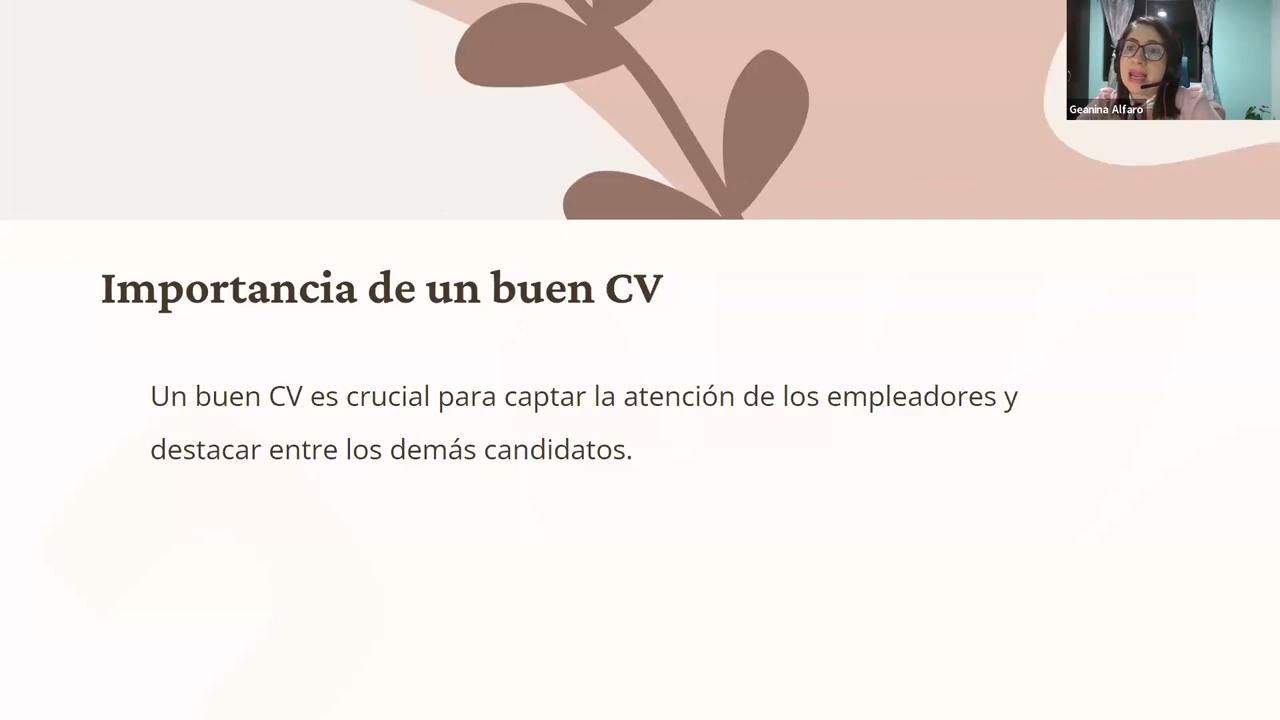 Geanina Alfaro
Importancia de un buen CV
Un buen CV es crucial para captar la atención de los empleadores y
destacar entre los demás candidatos.